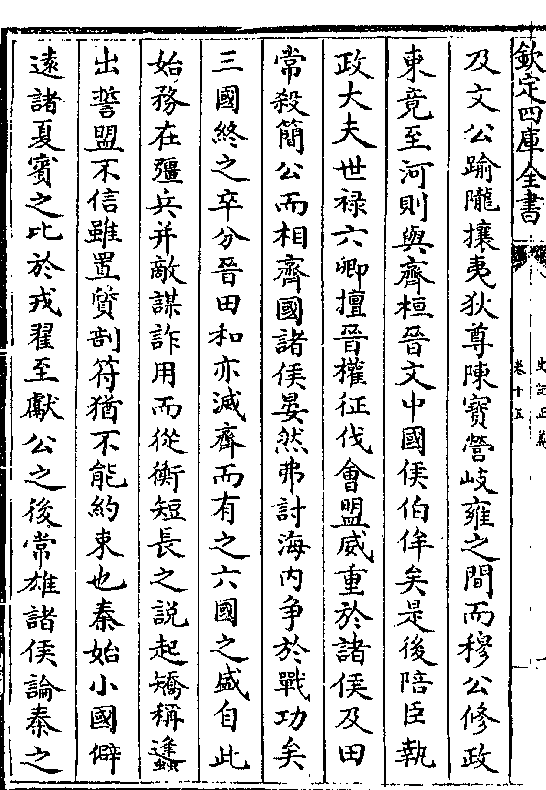 欽定四庫全書
史記正義
卷十五
及文公踰隴攘夷狄尊陳寶營岐雍之間而穆公修政
東竟至河則與齊桓晉文中國侯伯侔矣是後陪臣執
政大夫世禄六卿擅晉權征伐會盟威重於諸侯及田
常殺簡公而相齊國諸侯晏然弗討海内争於戰功矣
三國終之卒分晉田和亦滅齊而有之六國之盛自此
始務在彊兵并敵謀詐用而從衡短長之説起矯稱蠭
出誓盟不信雖置質剖符猶不能約束也秦始小國僻
逺諸夏賓之比於戎翟至獻公之後常雄諸侯論秦之